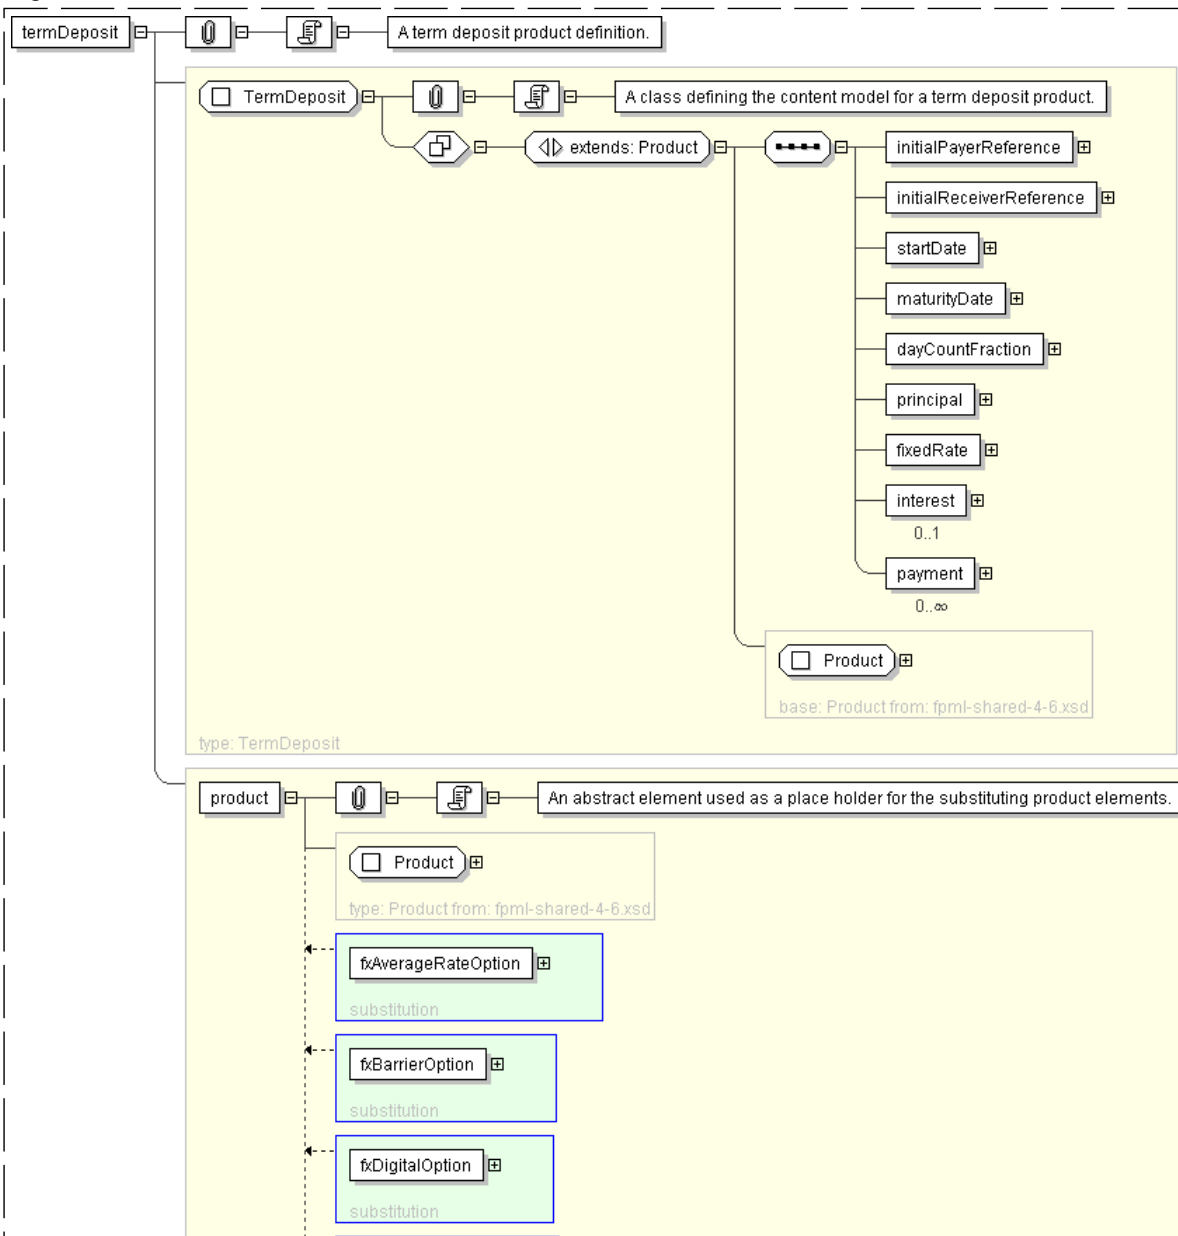 termDeposit
A term deposit product definition.
TermDeposit
A class defining the content model for a term deposit product.
extends: Product
initialPayerReference
initialReceiverReference
startDate
maturityDate
dayCountFraction
principal
fixedRate
interest
0..1
payment
0..∞
Product
base: Product from: fpml-shared-4-6.xsd
type: TermDeposit
product
An abstract element used as a place holder for the substituting product elements.
Product
type: Product from: fpml-shared-4-6.xsd
fxAverageRateOption
substitution
fxBarrierOption
substitution
fxDigitalOption
substitution